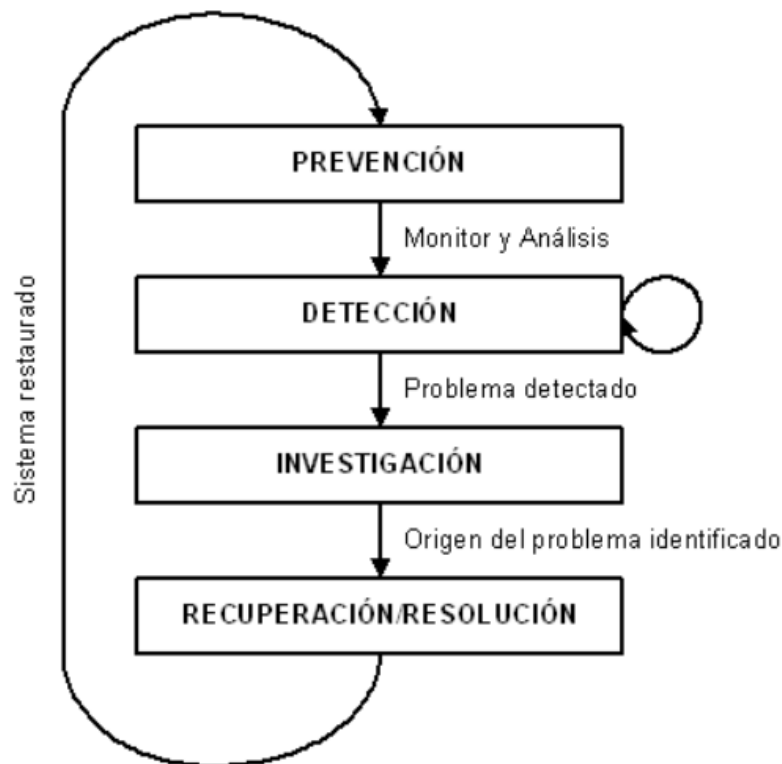 PREVENCIÓN
Monitor y Análisis
DETECCIÓN
Problema detectado
INVESTIGACIÓN
Origen del problema identificado
RECUPERACIÓN/RESOLUCIÓN
Sistema restaurado